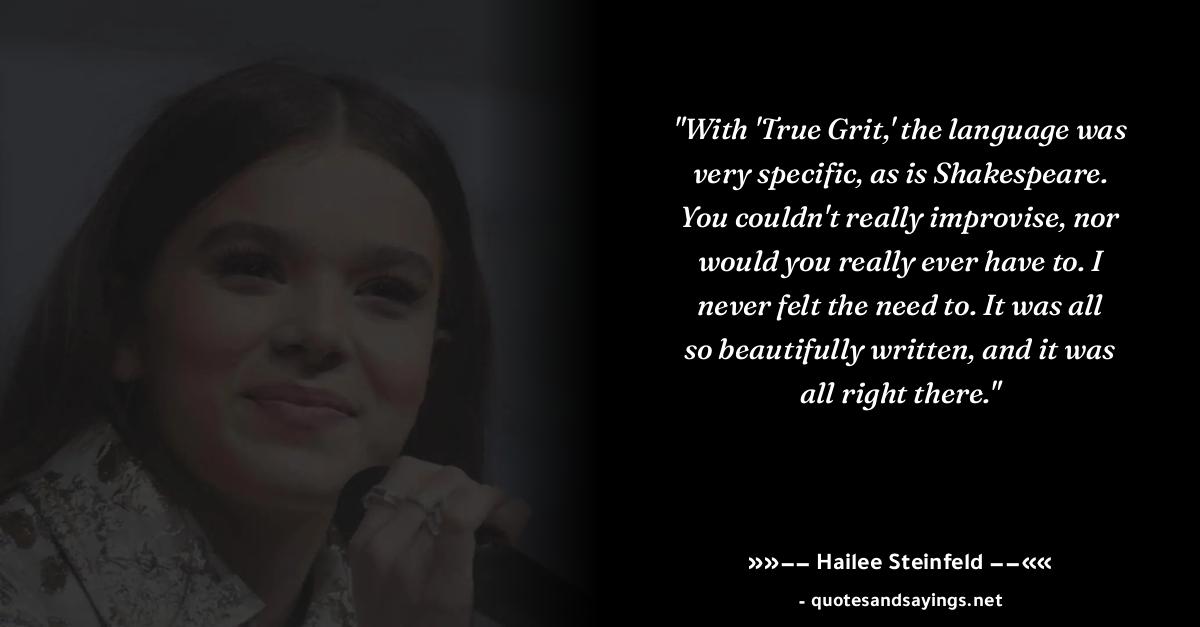 "With 'True Grit,' the language was
very specific, as is Shakespeare.
You couldn't really improvise, nor
would you really ever have to. I
never felt the need to. It was all
so beautifully written, and it was
all right there."
»»−− Hailee Steinfeld −−««
- quotesandsayings.net